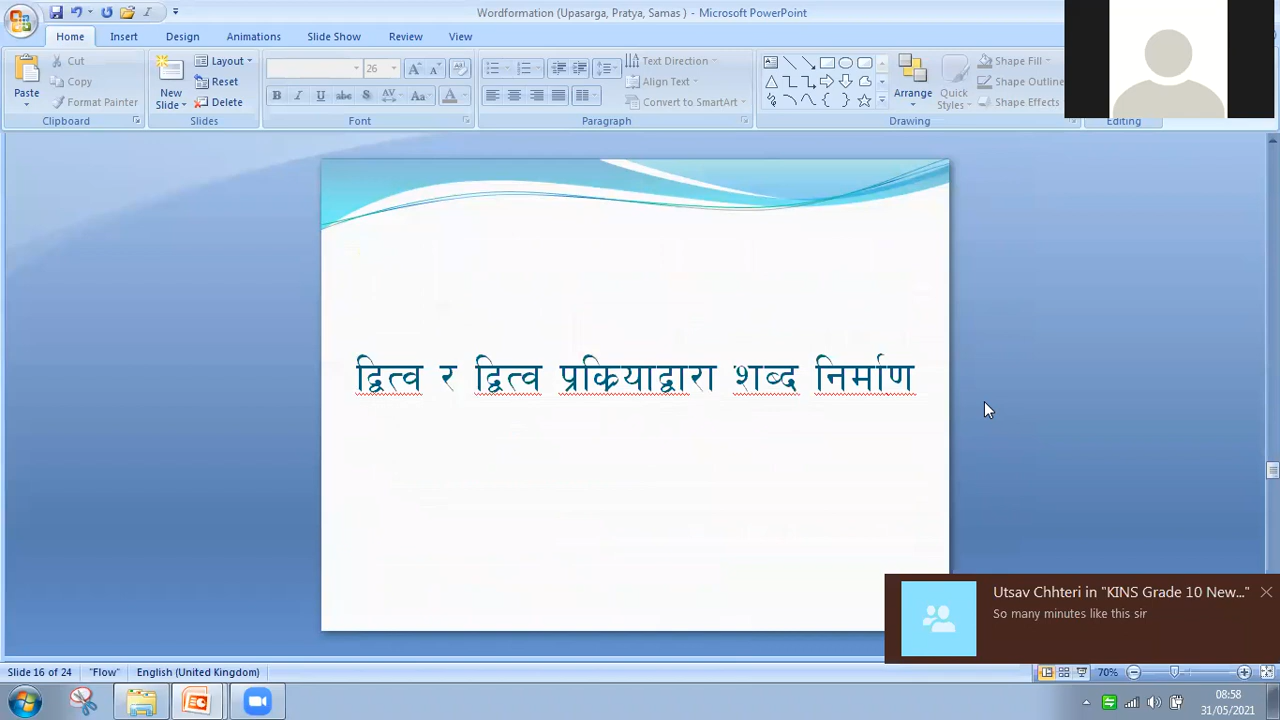 Wordformation (Upasarga, Pratya, Samas ) - Microsoft PowerPoint
Home Insert Design Animations Slide Show Review View
Paste
Cut
Copy
Format Painter
Clipboard
New Slide
Layout
Reset
Delete
Slides
26
B I U abc S AV Aa A
Font
Text Direction
Align Text
Convert to SmartArt
Paragraph
Arrange
Quick Styles
Shape Fill
Shape Outline
Shape Effects
Drawing
Editing
द्वित्व र द्वित्व प्रक्रियाद्वारा शब्द निर्माण
Utsav Chhteri in "KINS Grade 10 New..."
So many minutes like this sir
Slide 16 of 24 "Flow" English (United Kingdom) 70%
08:58
31/05/2021